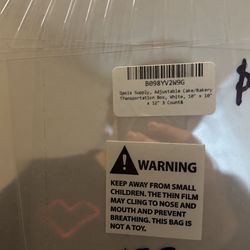 B098YV2W9G
Supply, Adjustable Cake/Bakery
Transportation Box, White, 10" x 10"
x 12" 3 Count&
WARNING
KEEP AWAY FROM SMALL
CHILDREN. THE THIN FILM
MAY CLING TO NOSE AND
MOUTH AND PREVENT
BREATHING. THIS BAG IS
NOT A TOY.
$